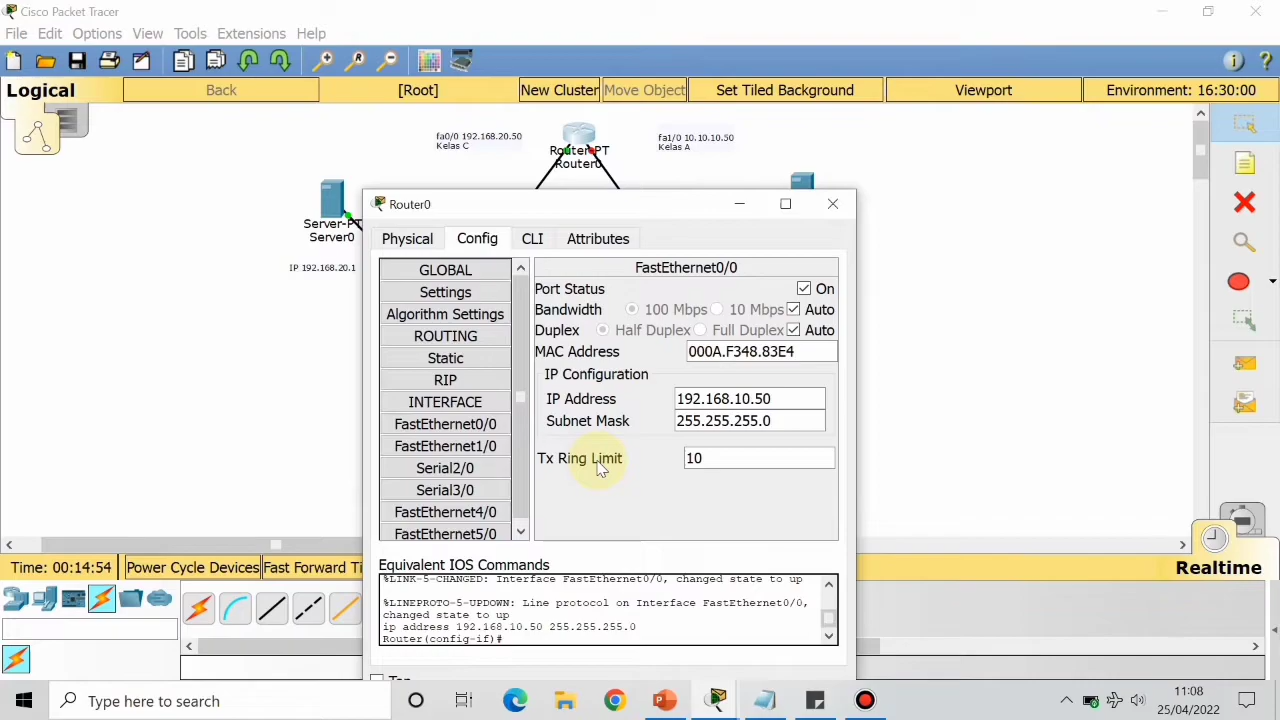 Cisco Packet Tracer
File Edit Options View Tools Extensions Help
Logical
Back
[Root]
New Cluster
Move Object
Set Tiled Background
Viewport
Environment: 16:30:00
fa0/0 192.168.20.50
Kelas C
Router-PT
Router0
fa1/0 10.10.10.50
Kelas A
Server-PT
Server0
IP 192.168.20.1
Router0
Physical Config CLI Attributes
GLOBAL
Settings
Algorithm Settings
ROUTING
Static
RIP
INTERFACE
FastEthernet0/0
FastEthernet1/0
Serial2/0
Serial3/0
FastEthernet4/0
FastEthernet5/0
FastEthernet0/0
Port Status On
Bandwidth 100 Mbps 10 Mbps Auto
Duplex Half Duplex Full Duplex Auto
MAC Address 000A.F348.83E4
IP Configuration
IP Address 192.168.10.50
Subnet Mask 255.255.255.0
Tx Ring Limit 10
Equivalent IOS Commands
%LINK-5-CHANGED: Interface FastEthernet0/0, changed state to up
%LINEPROTO-5-UPDOWN: Line protocol on Interface FastEthernet0/0,
changed state to up
ip address 192.168.10.50 255.255.255.0
Router(config-if)#
Time: 00:14:54
Power Cycle Devices
Fast Forward Ti
Realtime
Type here to search
11:08
25/04/2022